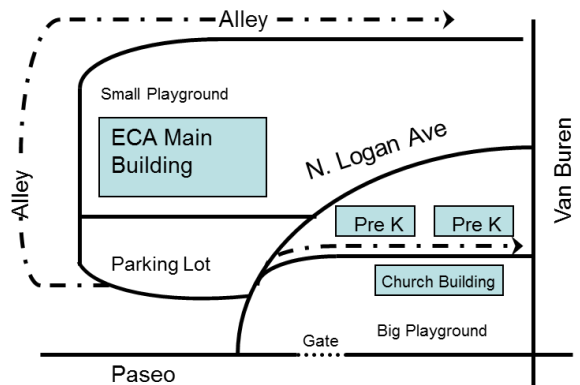 Alley
Small Playground
ECA Main
Building
N. Logan Ave
Van Buren
Alley
Pre K
Pre K
Parking Lot
Church Building
Big Playground
Gate
Paseo